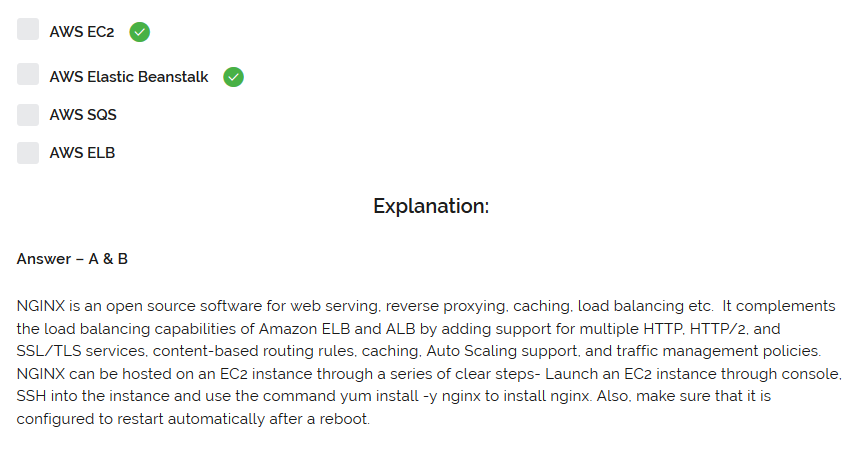 AWS EC2
AWS Elastic Beanstalk
AWS SQS
AWS ELB
Explanation:
Answer – A & B
NGINX is an open source software for web serving, reverse proxying, caching, load balancing etc.  It complements
the load balancing capabilities of Amazon ELB and ALB by adding support for multiple HTTP, HTTP/2, and
SSL/TLS services, content-based routing rules, caching, Auto Scaling support, and traffic management policies.
NGINX can be hosted on an EC2 instance through a series of clear steps- Launch an EC2 instance through console,
SSH into the instance and use the command yum install -y nginx to install nginx. Also, make sure that it is
configured to restart automatically after a reboot.